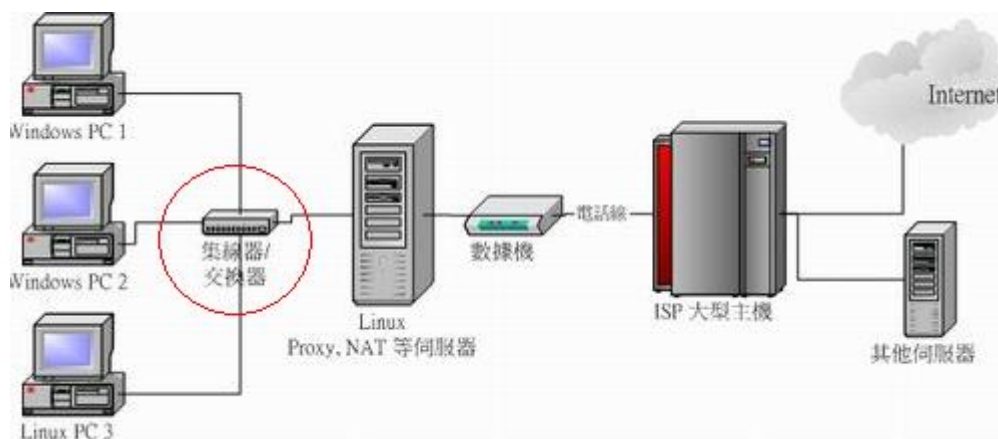 Windows PC 1
Windows PC 2
Linux PC 3
集線器/
交換器
Linux
Proxy, NAT 等伺服器
數據機
電話線
ISP 大型主機
Internet
其他伺服器